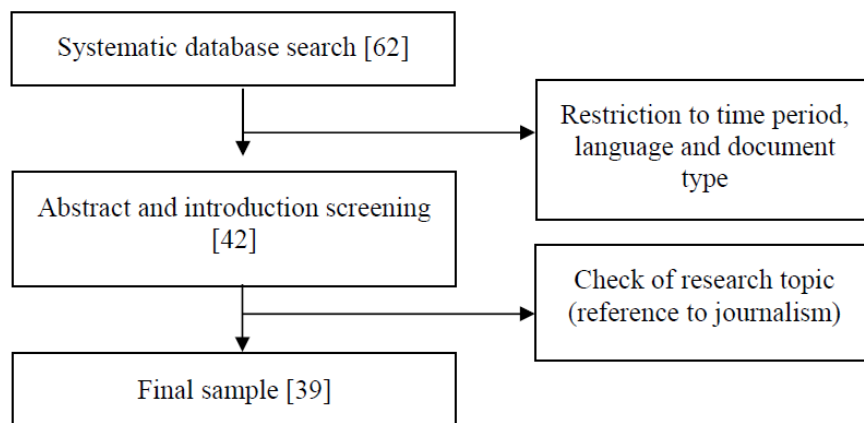 Systematic database search [62]
Restriction to time period,
language and document
type
Abstract and introduction screening
[42]
Check of research topic
(reference to journalism)
Final sample [39]